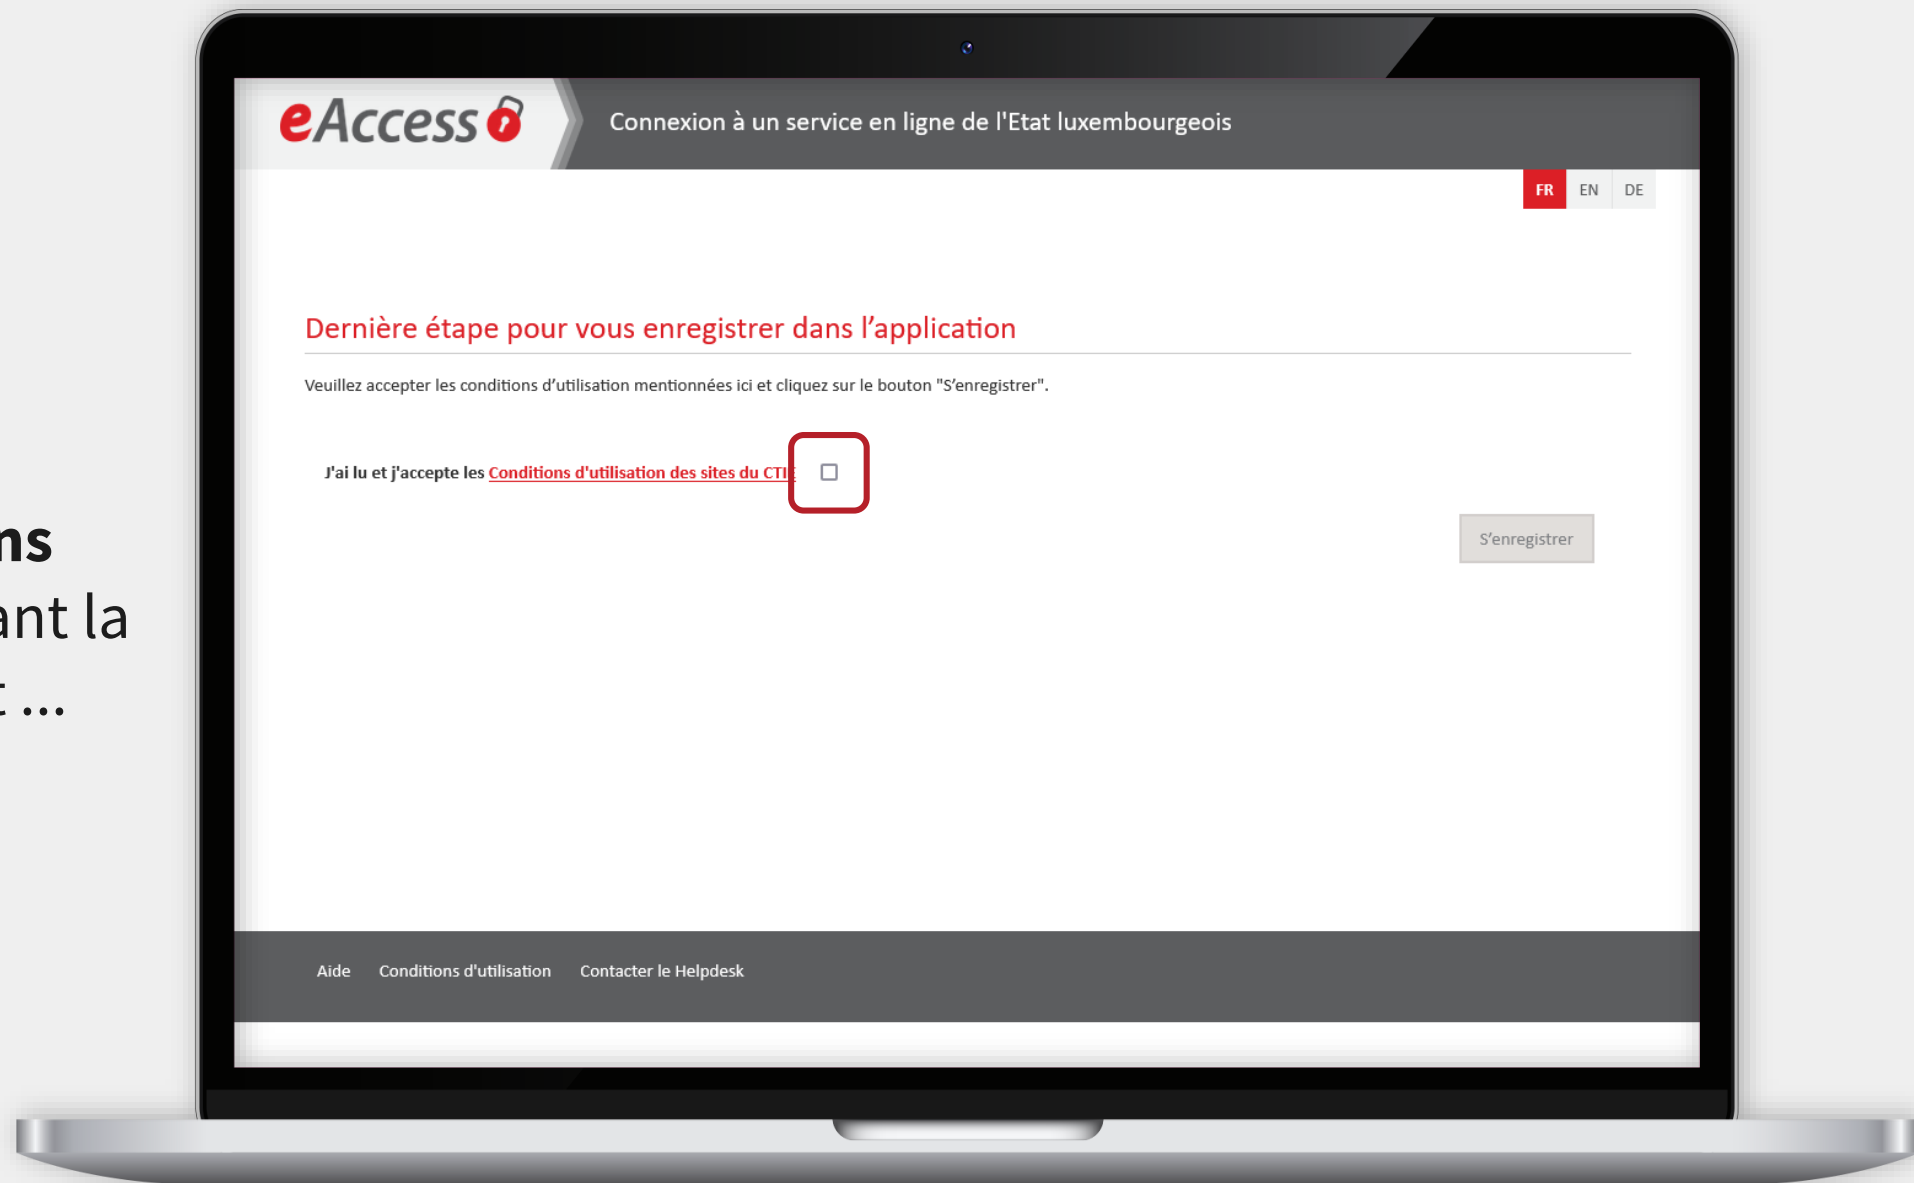 eAccess
Connexion à un service en ligne de l'Etat luxembourgeois
FR EN DE
Dernière étape pour vous enregistrer dans l’application
Veuillez accepter les conditions d’utilisation mentionnées ici et cliquez sur le bouton "S’enregistrer".
J'ai lu et j'accepte les Conditions d'utilisation des sites du CTIE
S’enregistrer
ns
ant la
t ...
Aide Conditions d'utilisation Contacter le Helpdesk